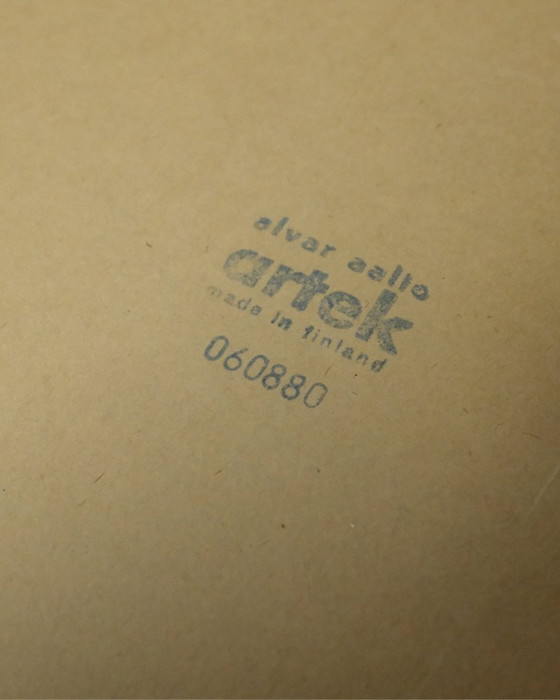 alvar aalto
artek
made in finland
060880